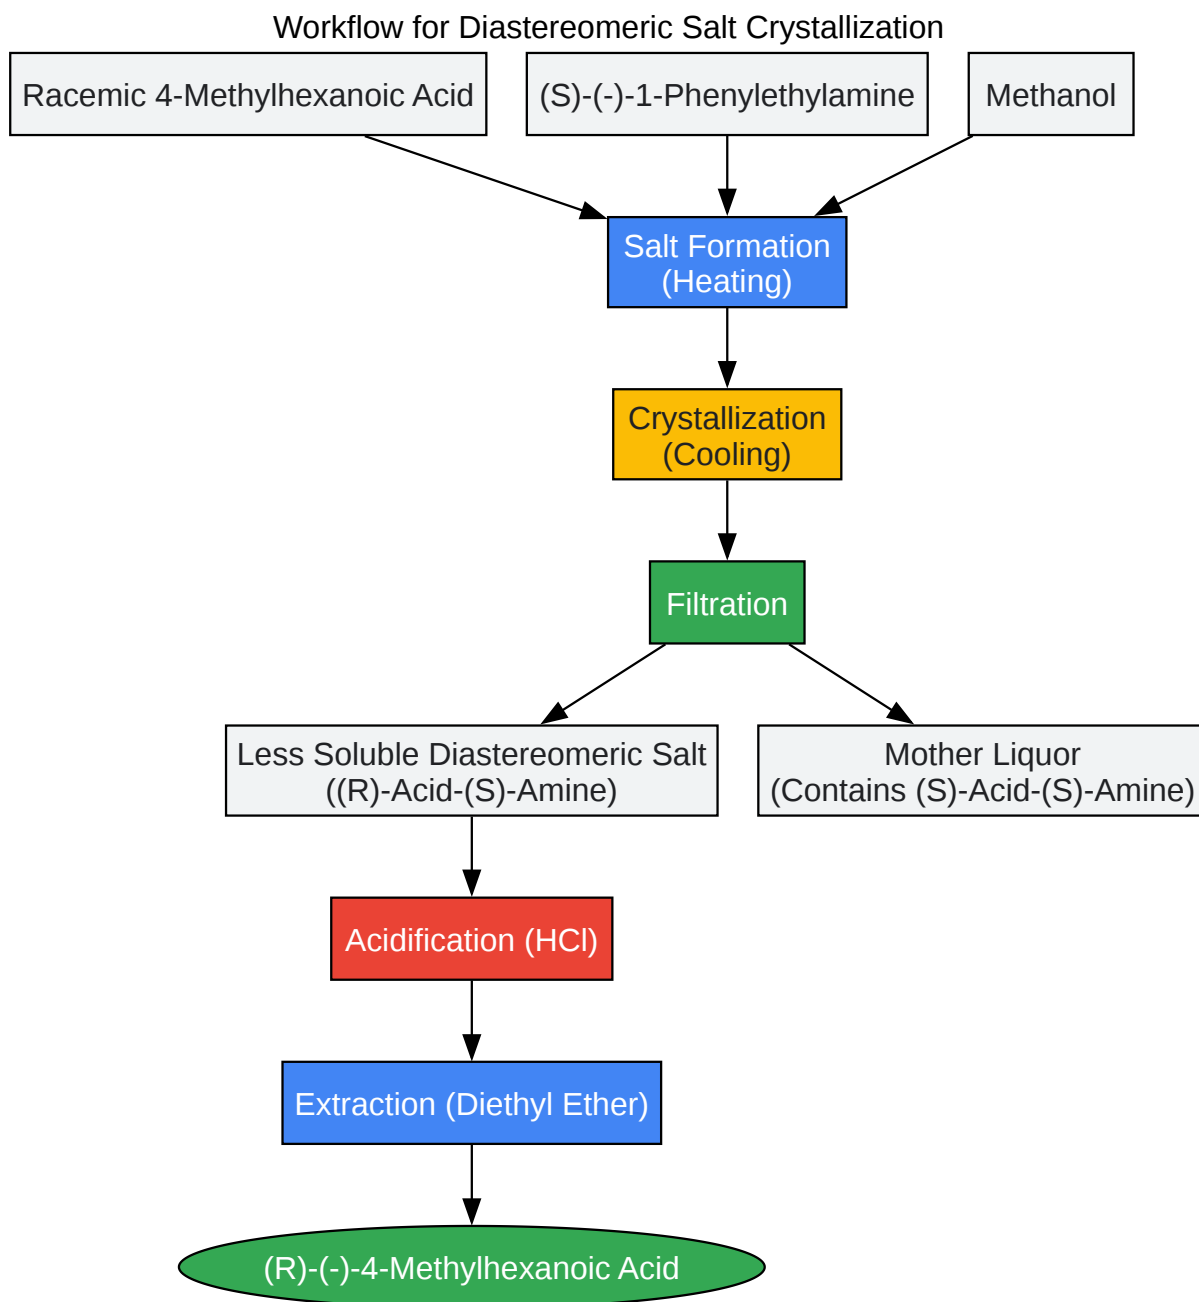 Workflow for Diastereomeric Salt Crystallization
Racemic 4-Methylhexanoic Acid
(S)-(-)-1-Phenylethylamine
Methanol
Salt Formation
(Heating)
Crystallization
(Cooling)
Filtration
Less Soluble Diastereomeric Salt
((R)-Acid-(S)-Amine)
Mother Liquor
(Contains (S)-Acid-(S)-Amine)
Acidification (HCl)
Extraction (Diethyl Ether)
(R)-(-)-4-Methylhexanoic Acid